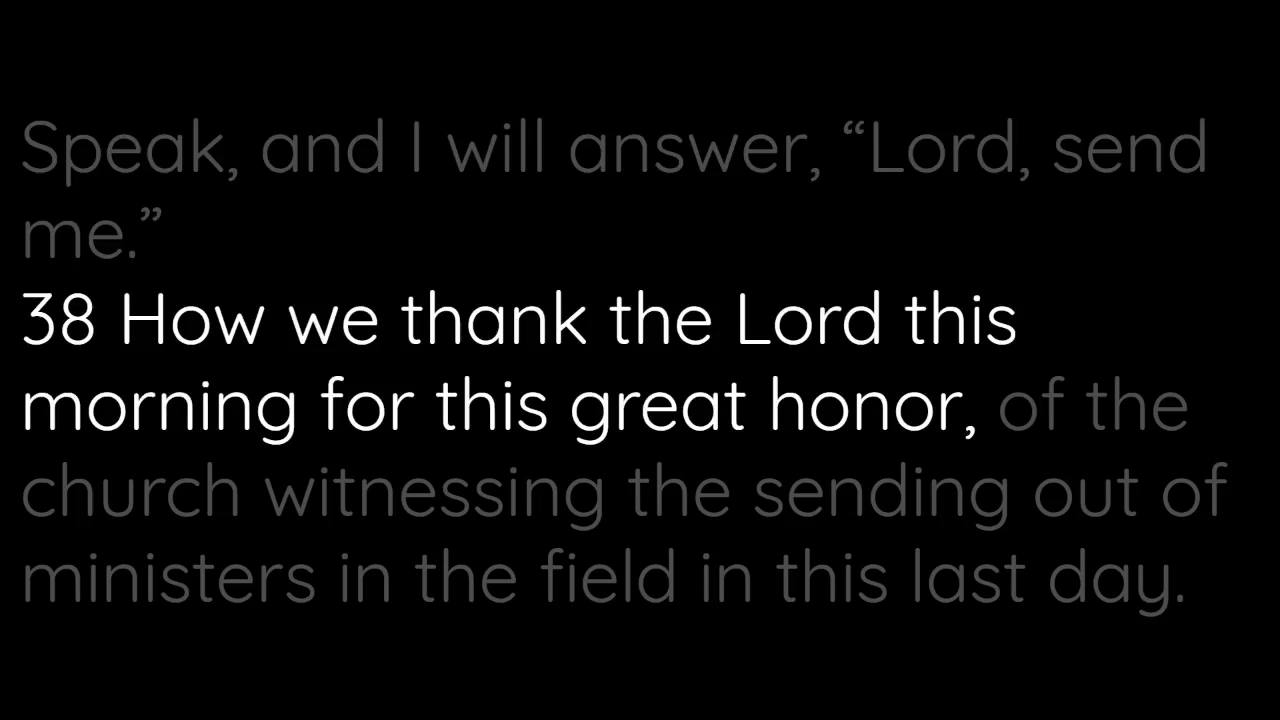 Speak, and I will answer, “Lord, send
me.”
38 How we thank the Lord this
morning for this great honor, of the
church witnessing the sending out of
ministers in the field in this last day.